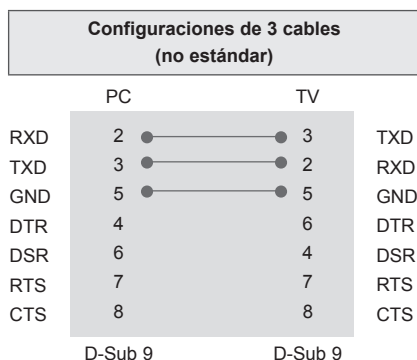 Configuraciones de 3 cables
(no estándar)
PC TV
RXD 2 3 TXD
TXD 3 2 RXD
GND 5 5 GND
DTR 4 6 DTR
DSR 6 4 DSR
RTS 7 7 RTS
CTS 8 8 CTS
D-Sub 9 D-Sub 9